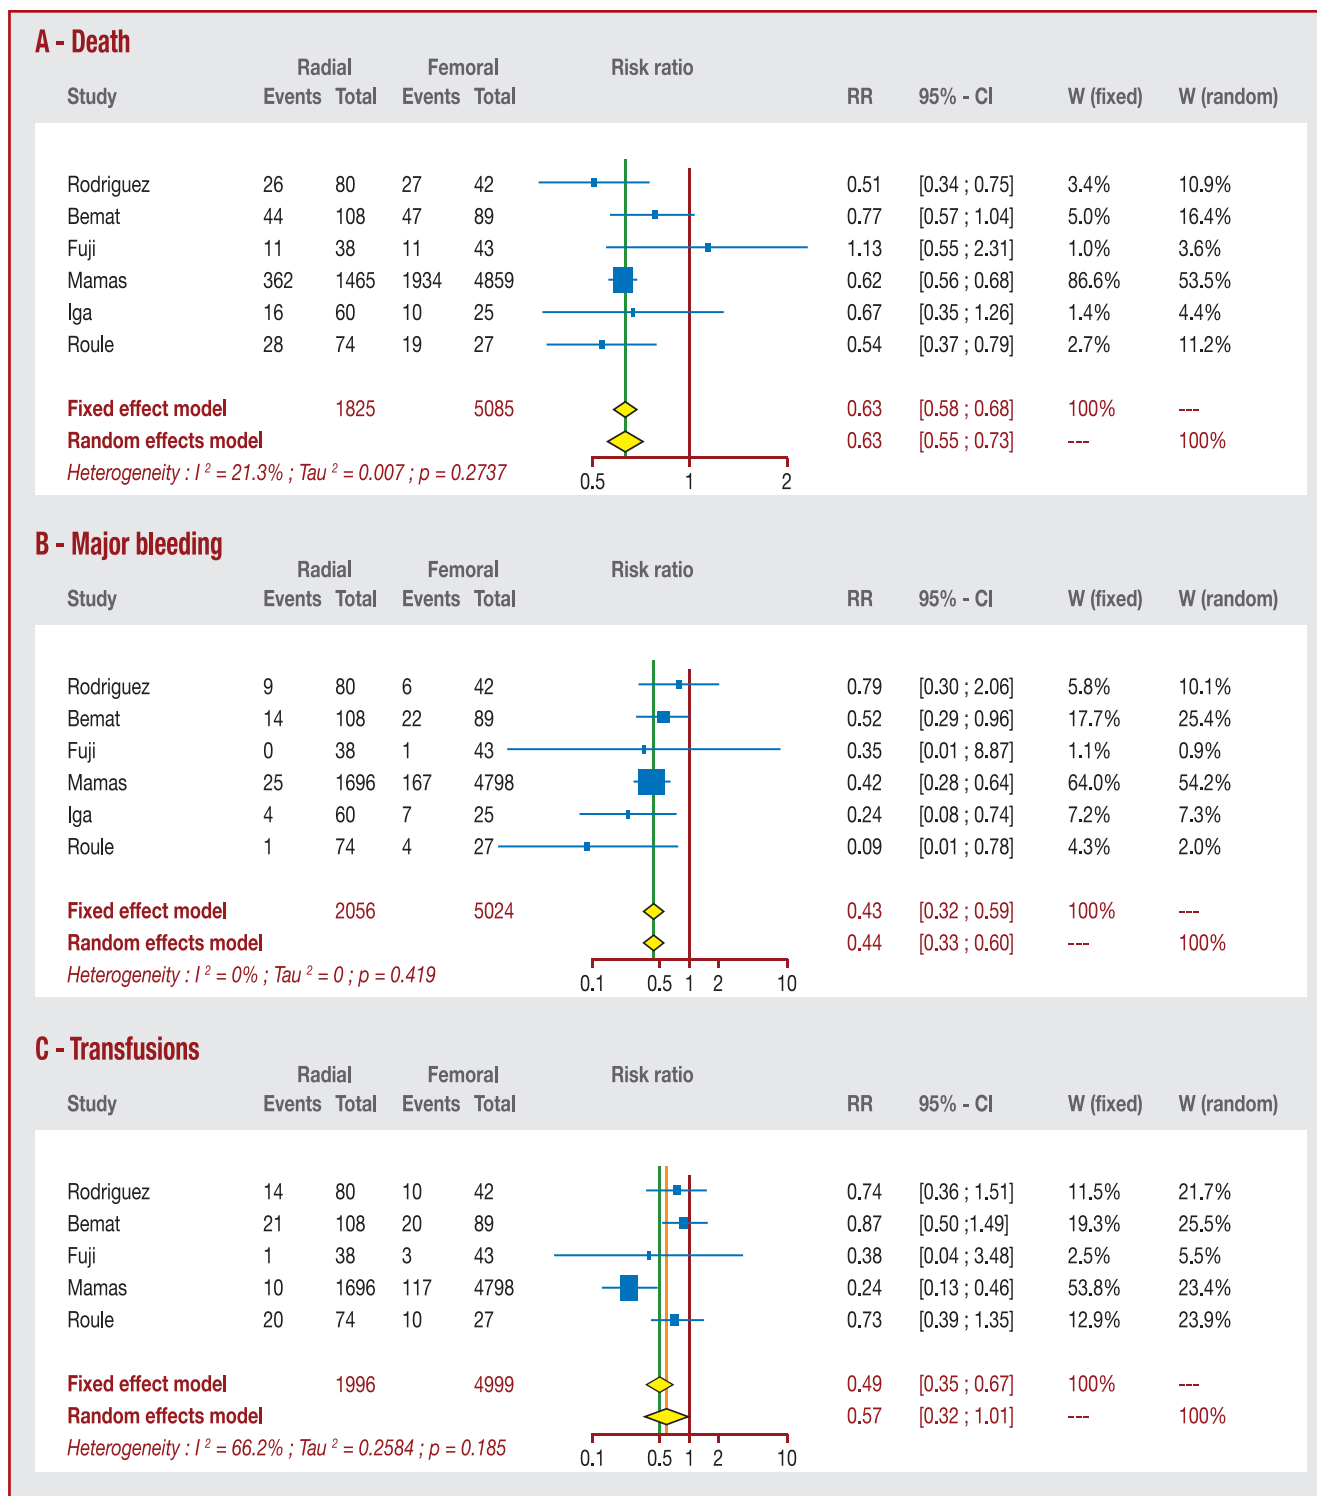 A - Death
Radial Femoral Risk ratio
Study Events Total Events Total RR 95% - CI W (fixed) W (random)
Rodriguez 26 80 27 42 0.51 [0.34 ; 0.75] 3.4% 10.9%
Bemat 44 108 47 89 0.77 [0.57 ; 1.04] 5.0% 16.4%
Fuji 11 38 11 43 1.13 [0.55 ; 2.31] 1.0% 3.6%
Mamas 362 1465 1934 4859 0.62 [0.56 ; 0.68] 86.6% 53.5%
Iga 16 60 10 25 0.67 [0.35 ; 1.26] 1.4% 4.4%
Roule 28 74 19 27 0.54 [0.37 ; 0.79] 2.7% 11.2%
Fixed effect model 1825 5085 0.63 [0.58 ; 0.68] 100% ---
Random effects model 0.63 [0.55 ; 0.73] --- 100%
Heterogeneity : I ² = 21.3% ; Tau ² = 0.007 ; p = 0.2737
0.5 1 2
B - Major bleeding
Radial Femoral Risk ratio
Study Events Total Events Total RR 95% - CI W (fixed) W (random)
Rodriguez 9 80 6 42 0.79 [0.30 ; 2.06] 5.8% 10.1%
Bemat 14 108 22 89 0.52 [0.29 ; 0.96] 17.7% 25.4%
Fuji 0 38 1 43 0.35 [0.01 ; 8.87] 1.1% 0.9%
Mamas 25 1696 167 4798 0.42 [0.28 ; 0.64] 64.0% 54.2%
Iga 4 60 7 25 0.24 [0.08 ; 0.74] 7.2% 7.3%
Roule 1 74 4 27 0.09 [0.01 ; 0.78] 4.3% 2.0%
Fixed effect model 2056 5024 0.43 [0.32 ; 0.59] 100% ---
Random effects model 0.44 [0.33 ; 0.60] --- 100%
Heterogeneity : I ² = 0% ; Tau ² = 0 ; p = 0.419
0.1 0.5 1 2 10
C - Transfusions
Radial Femoral Risk ratio
Study Events Total Events Total RR 95% - CI W (fixed) W (random)
Rodriguez 14 80 10 42 0.74 [0.36 ; 1.51] 11.5% 21.7%
Bemat 21 108 20 89 0.87 [0.50 ;1.49] 19.3% 25.5%
Fuji 1 38 3 43 0.38 [0.04 ; 3.48] 2.5% 5.5%
Mamas 10 1696 117 4798 0.24 [0.13 ; 0.46] 53.8% 23.4%
Roule 20 74 10 27 0.73 [0.39 ; 1.35] 12.9% 23.9%
Fixed effect model 1996 4999 0.49 [0.35 ; 0.67] 100% ---
Random effects model 0.57 [0.32 ; 1.01] --- 100%
Heterogeneity : I ² = 66.2% ; Tau ² = 0.2584 ; p = 0.185
0.1 0.5 1 2 10